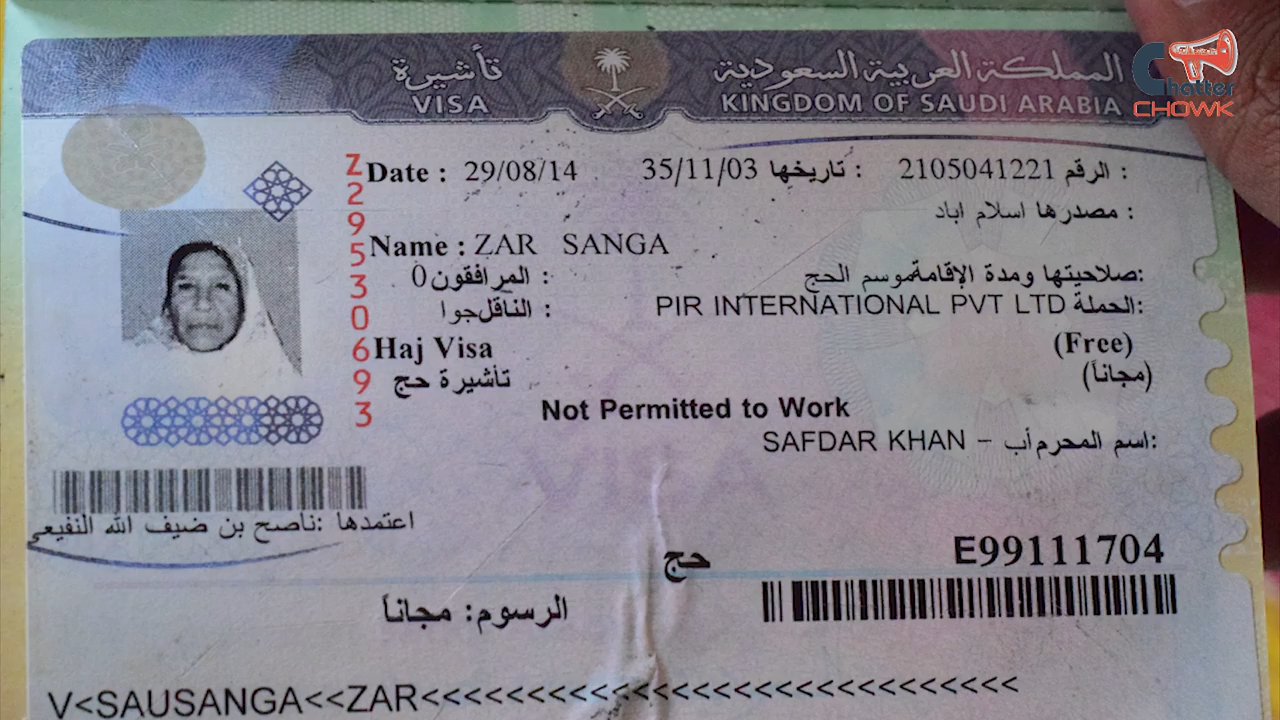 تأشيرة
VISA
المملكة العربية السعودية
KINGDOM OF SAUDI ARABIA
Chatter
CHOWK
Z29530693
Date : 29/08/14 35/11/03 تاريخها : 2105041221 الرقم :
مصدرها اسلام اباد :
Name : ZAR SANGA
المرافقون 0 : صلاحيتها ومدة الإقامة موسم الحج :
الناقل جوا : PIR INTERNATIONAL PVT LTD الحملة :
Haj Visa (Free)
تأشيرة حج (مجاناً)
Not Permitted to Work
SAFDAR KHAN – اسم المحرم أب :
اعتمدها :ناصح بن ضيف الله النفيعي
حج E99111704
الرسوم: مجاناً
V<SAUSANGA<<ZAR<<<<<<<<<<<<<<<<<<<<<<<<<<<<<